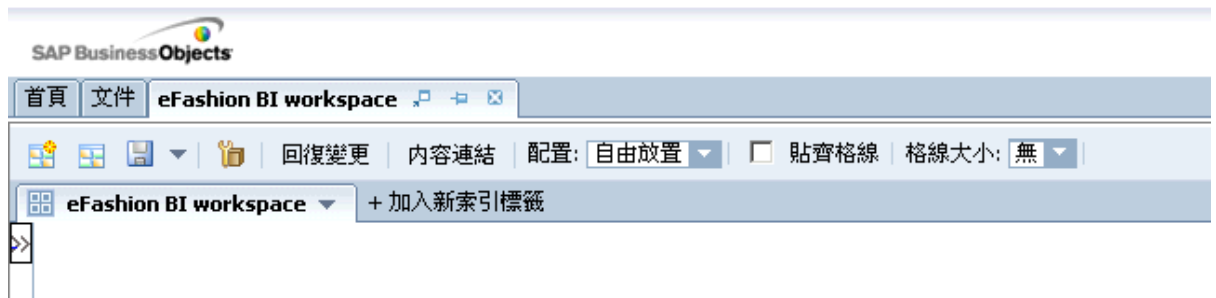 SAP BusinessObjects
首頁 文件 eFashion BI workspace
回復變更 內容連結 配置: 自由放置 貼齊格線 格線大小: 無
eFashion BI workspace + 加入新索引標籤
>>